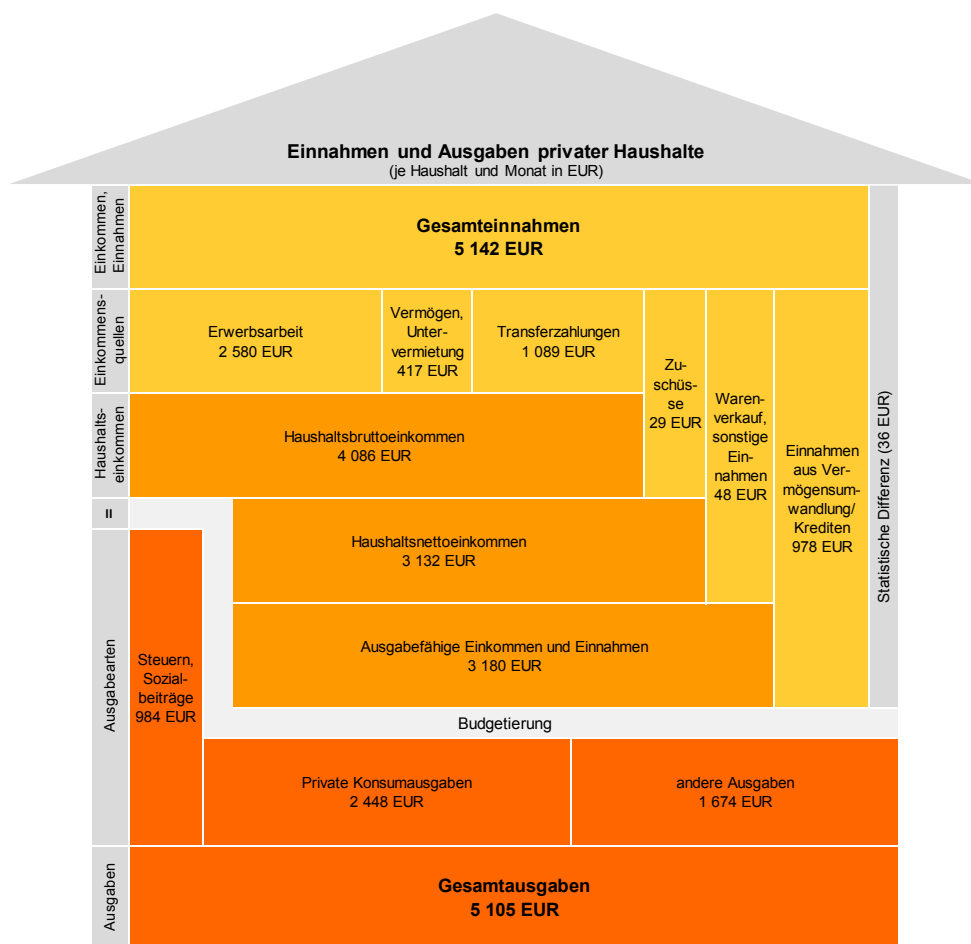 Einnahmen und Ausgaben privater Haushalte
(je Haushalt und Monat in EUR)
Einkommen,
Einnahmen
Gesamteinnahmen
5 142 EUR
Einkommens-
quellen
Erwerbsarbeit
2 580 EUR
Vermögen,
Unter-
vermietung
417 EUR
Transferzahlungen
1 089 EUR
Zu-
schüs-
se
29 EUR
Waren-
verkauf,
sonstige
Ein-
nahmen
48 EUR
Einnahmen
aus Ver-
mögensum-
wandlung/
Krediten
978 EUR
Statistische Differenz (36 EUR)
Haushalts-
einkommen
Haushaltsbruttoeinkommen
4 086 EUR
=
Haushaltsnettoeinkommen
3 132 EUR
Ausgabefähige Einkommen und Einnahmen
3 180 EUR
Ausgabearten
Steuern,
Sozial-
beiträge
984 EUR
Budgetierung
Private Konsumausgaben
2 448 EUR
andere Ausgaben
1 674 EUR
Ausgaben
Gesamtausgaben
5 105 EUR